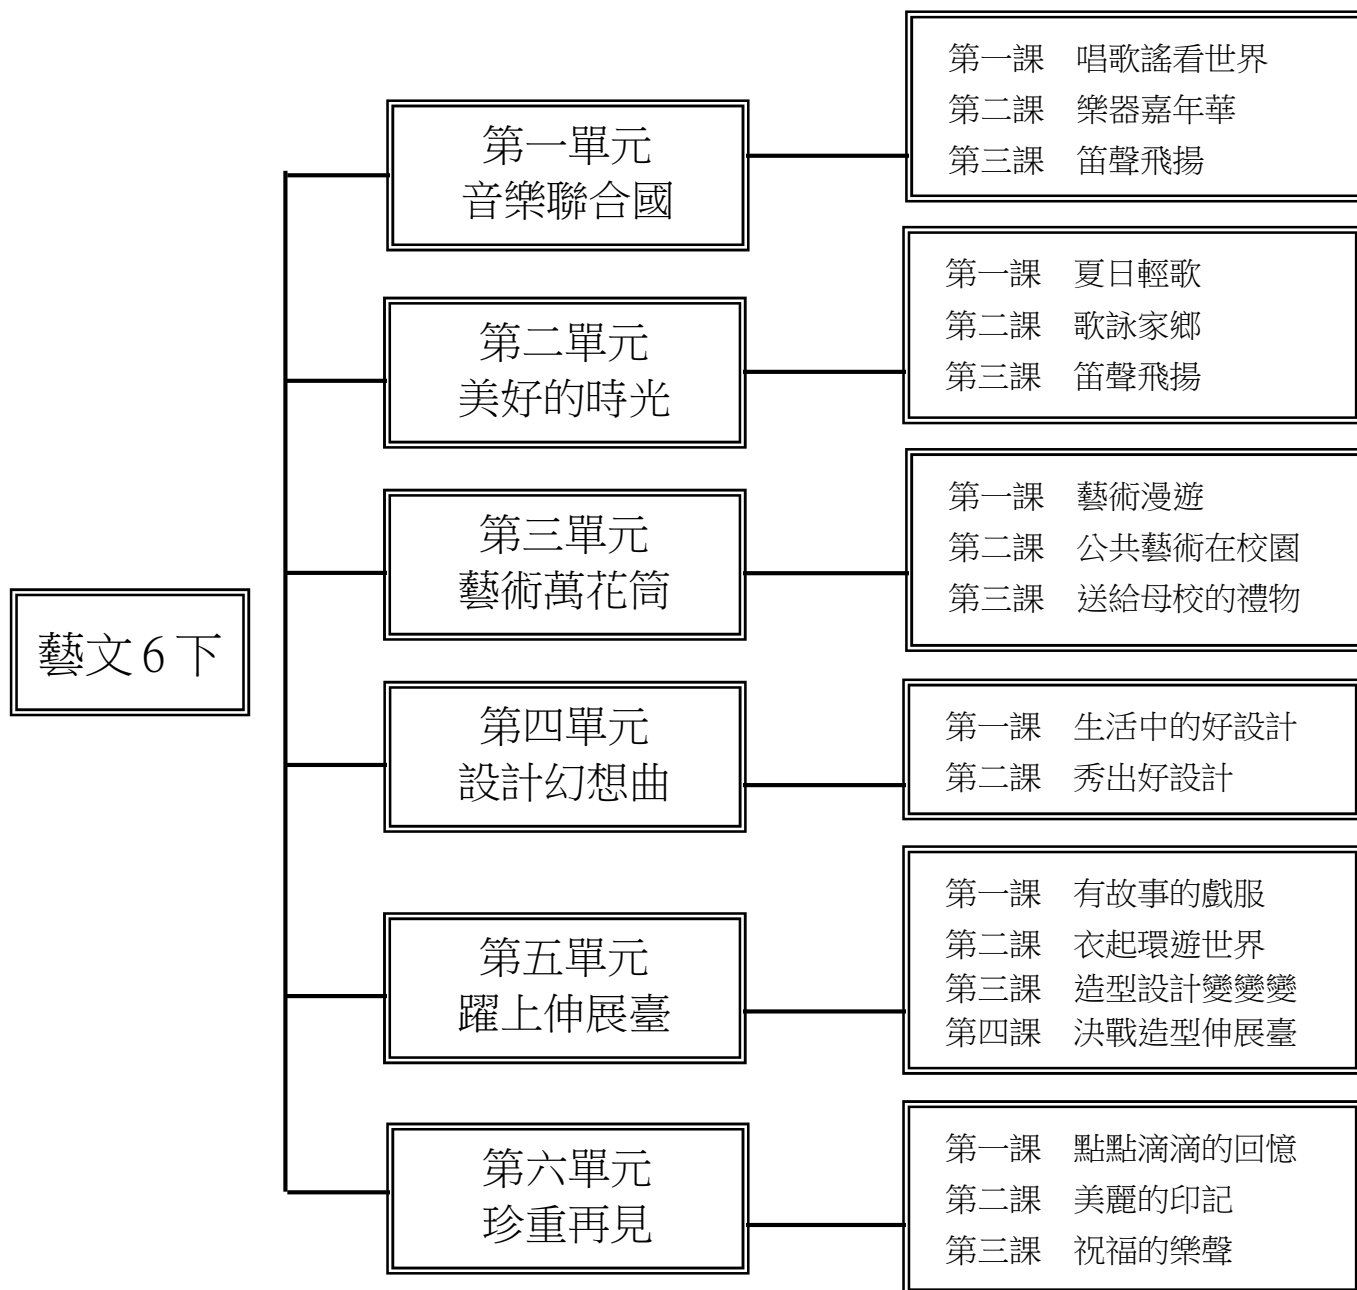 藝文6下
第一單元
音樂聯合國
第一課　唱歌謠看世界
第二課　樂器嘉年華
第三課　笛聲飛揚
第二單元
美好的時光
第一課　夏日輕歌
第二課　歌詠家鄉
第三課　笛聲飛揚
第三單元
藝術萬花筒
第一課　藝術漫遊
第二課　公共藝術在校園
第三課　送給母校的禮物
第四單元
設計幻想曲
第一課　生活中的好設計
第二課　秀出好設計
第五單元
躍上伸展臺
第一課　有故事的戲服
第二課　衣起環遊世界
第三課　造型設計變變變
第四課　決戰造型伸展臺
第六單元
珍重再見
第一課　點點滴滴的回憶
第二課　美麗的印記
第三課　祝福的樂聲